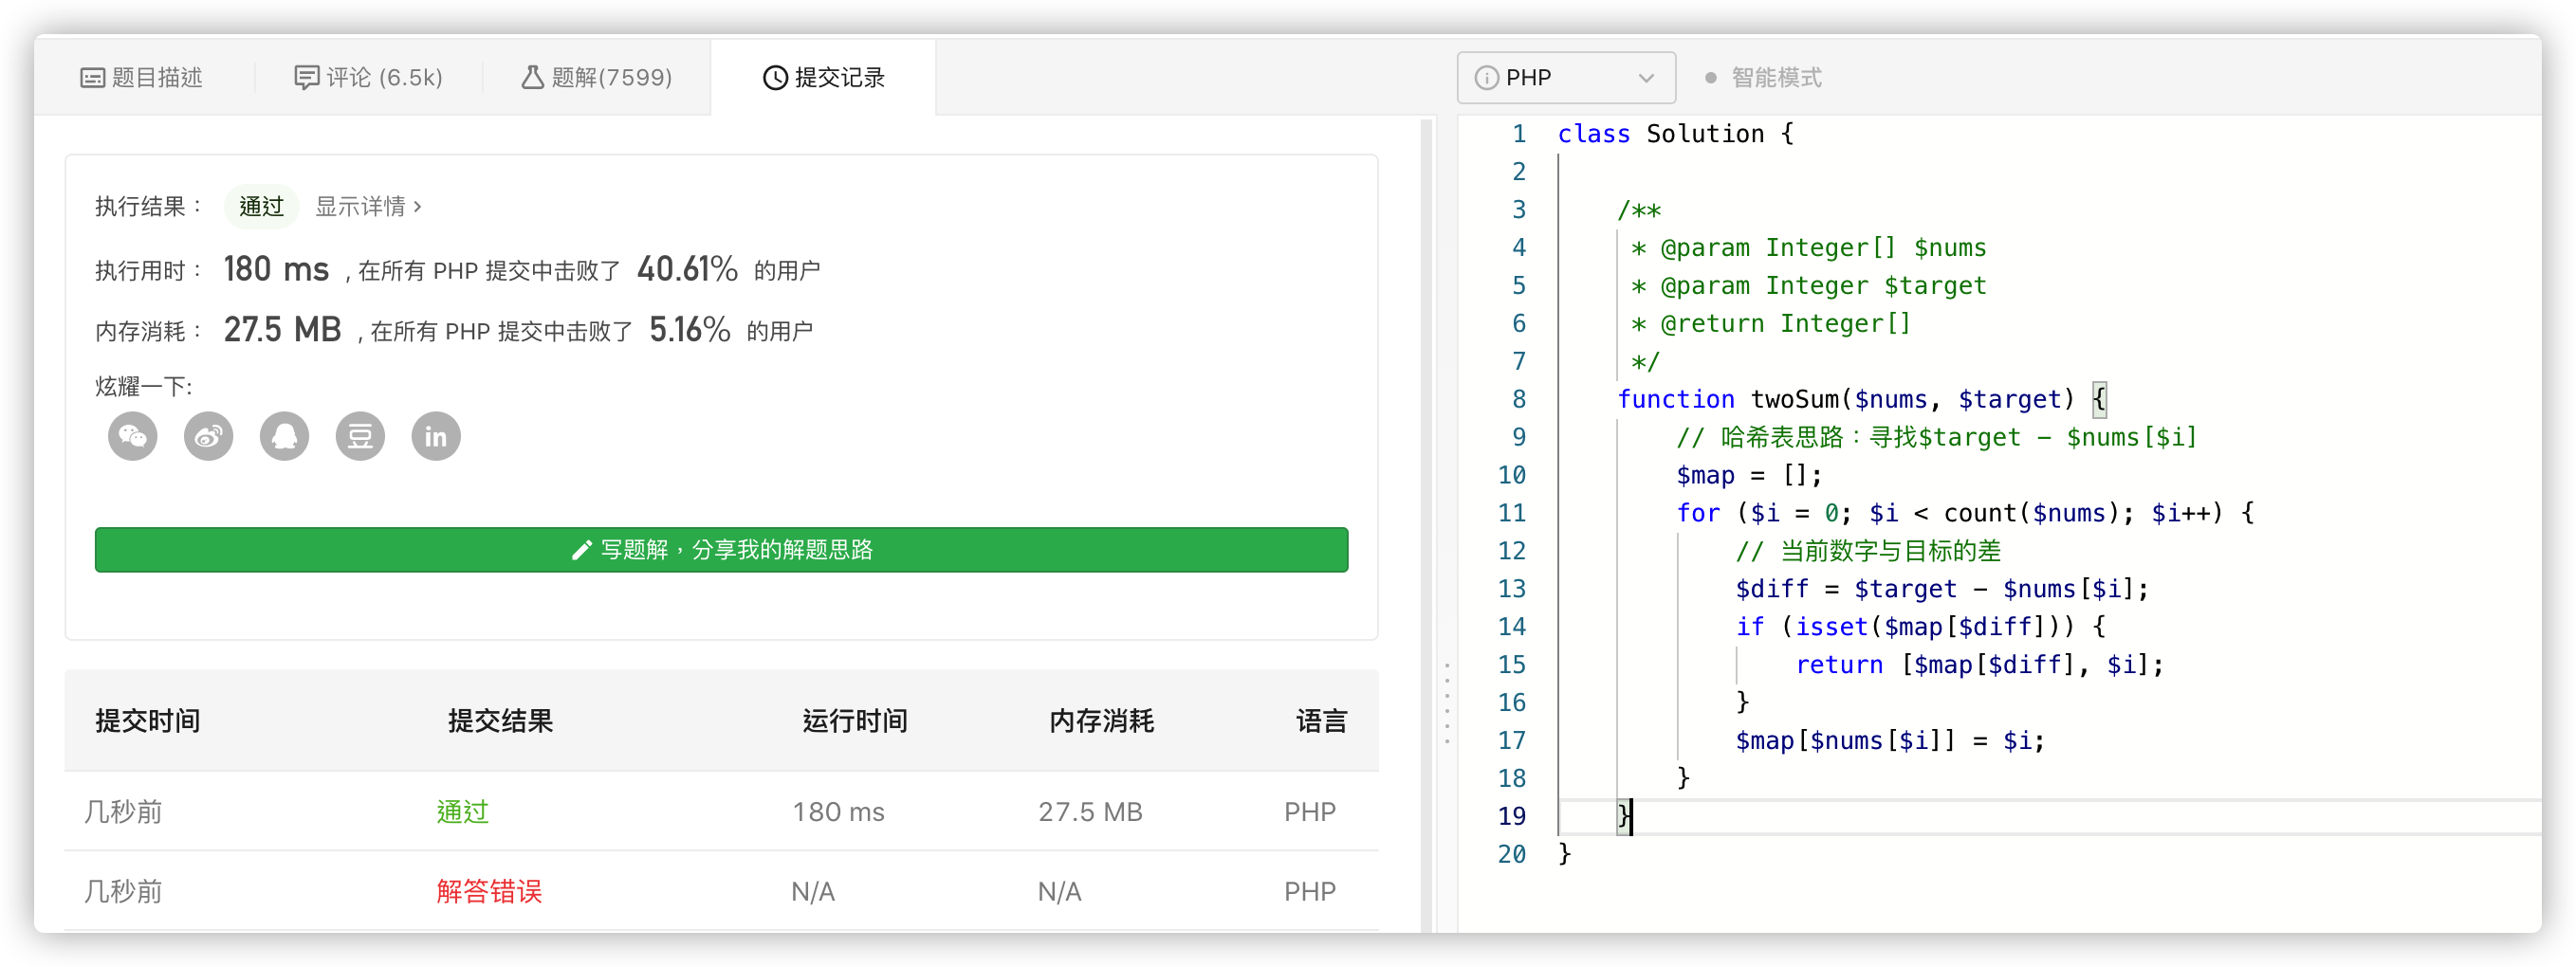 题目描述
评论 (6.5k)
题解(7599)
提交记录
执行结果：
通过
显示详情 ›
执行用时：
180 ms , 在所有 PHP 提交中击败了 40.61% 的用户
内存消耗：
27.5 MB , 在所有 PHP 提交中击败了 5.16% 的用户
炫耀一下:
豆
in
写题解，分享我的解题思路
提交时间 提交结果 运行时间 内存消耗 语言
几秒前 通过 180 ms 27.5 MB PHP
几秒前 解答错误 N/A N/A PHP
PHP
智能模式
1 class Solution {
2
3     /**
4      * @param Integer[] $nums
5      * @param Integer $target
6      * @return Integer[]
7      */
8     function twoSum($nums, $target) {
9         // 哈希表思路：寻找$target - $nums[$i]
10         $map = [];
11         for ($i = 0; $i < count($nums); $i++) {
12             // 当前数字与目标的差
13             $diff = $target - $nums[$i];
14             if (isset($map[$diff])) {
15                 return [$map[$diff], $i];
16             }
17             $map[$nums[$i]] = $i;
18         }
19     }
20 }